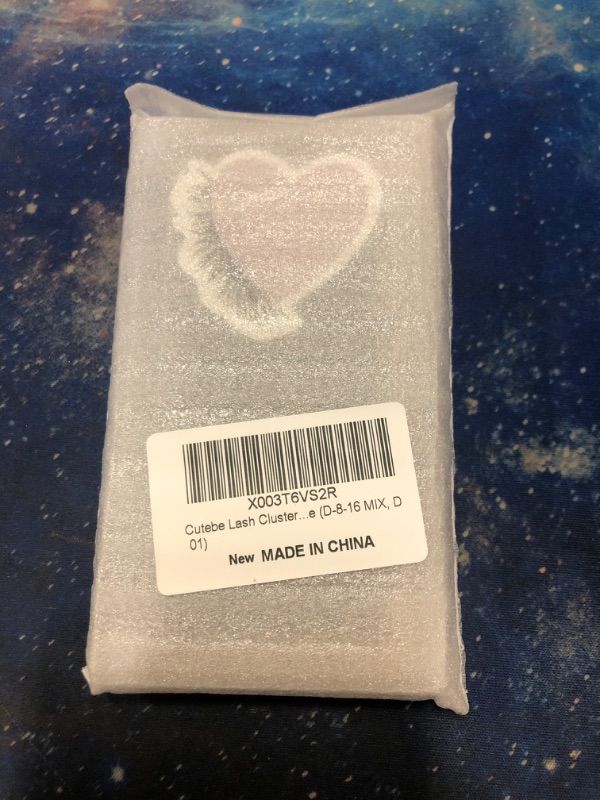 X003T6VS2R
Cutebe Lash Cluster...e (D-8-16 MIX, D
01)
New MADE IN CHINA